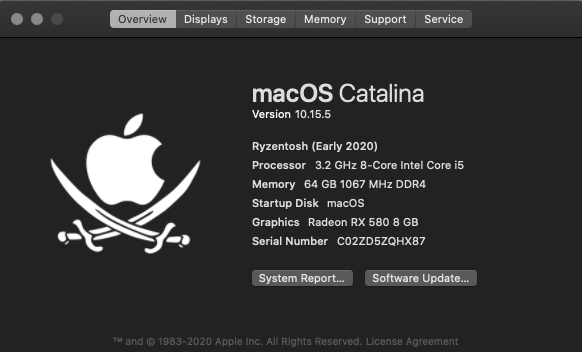 Overview Displays Storage Memory Support Service
macOS Catalina
Version 10.15.5
Ryzentosh (Early 2020)
Processor 3.2 GHz 8-Core Intel Core i5
Memory 64 GB 1067 MHz DDR4
Startup Disk macOS
Graphics Radeon RX 580 8 GB
Serial Number C02ZD5ZQHX87
System Report... Software Update...
™ and © 1983-2020 Apple Inc. All Rights Reserved. License Agreement